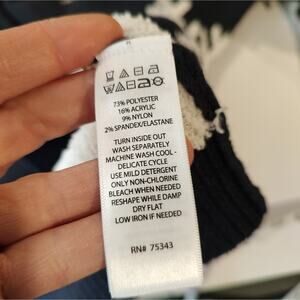 73% POLYESTER
16% ACRYLIC
9% NYLON
2% SPANDEX/ELASTANE
TURN INSIDE OUT
WASH SEPARATELY
MACHINE WASH COOL -
DELICATE CYCLE
USE MILD DETERGENT
ONLY NON-CHLORINE
BLEACH WHEN NEEDED
RESHAPE WHILE DAMP
DRY FLAT
LOW IRON IF NEEDED
RN# 75343